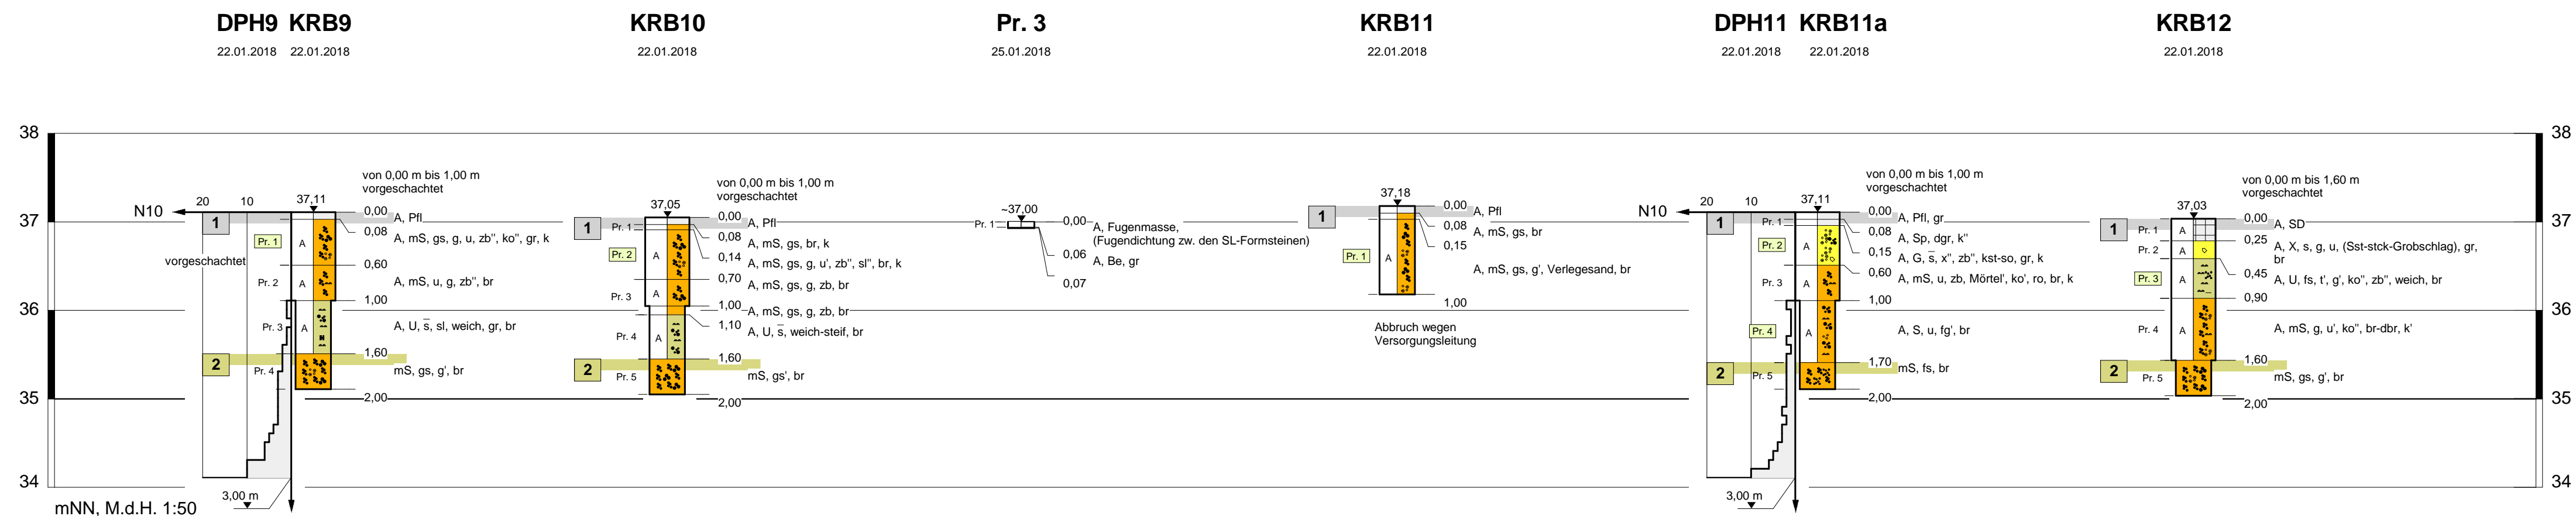 DPH9 KRB9
22.01.2018 22.01.2018
KRB10
22.01.2018
Pr. 3
25.01.2018
KRB11
22.01.2018
DPH11 KRB11a
22.01.2018 22.01.2018
KRB12
22.01.2018
38
37
36
35
34
mNN, M.d.H. 1:50
von 0,00 m bis 1,00 m
vorgeschachtet
N10
20 10
37,11
1
Pr. 1
vorgeschachtet
Pr. 2
Pr. 3
2
Pr. 4
A
A
A
0,00 A, Pfl
0,08
A, mS, gs, g, u, zb'', ko'', gr, k
0,60
A, mS, u, g, zb'', br
1,00
A, U, s̅, sl, weich, gr, br
1,60
mS, gs, g', br
2,00
3,00 m
von 0,00 m bis 1,00 m
vorgeschachtet
37,05
1
Pr. 1
Pr. 2
Pr. 3
Pr. 4
2
Pr. 5
A
A
A
0,00 A, Pfl
0,08 A, mS, gs, br, k
0,14 A, mS, gs, g, u', zb'', sl'', br, k
0,70
A, mS, gs, g, zb, br
1,00
A, mS, gs, g, zb, br
1,10
A, U, s̅, weich-steif, br
1,60
mS, gs', br
2,00
~37,00
Pr. 1
0,00 A, Fugenmasse,
(Fugendichtung zw. den SL-Formsteinen)
0,06
A, Be, gr
0,07
37,18
1
Pr. 1
A
0,00 A, Pfl
0,08
A, mS, gs, br
0,15
A, mS, gs, g', Verlegesand, br
1,00
Abbruch wegen
Versorgungsleitung
von 0,00 m bis 1,00 m
vorgeschachtet
N10
20 10
37,11
1
Pr. 1
Pr. 2
Pr. 3
Pr. 4
2
Pr. 5
A
A
A
0,00 A, Pfl, gr
0,08
A, Sp, dgr, k''
0,15
A, G, s̅, x'', zb'', kst-so, gr, k
0,60
A, mS, u, zb, Mörtel', ko', ro, br, k
1,00
A, S, u, fg', br
1,70
mS, fs, br
2,00
3,00 m
von 0,00 m bis 1,60 m
vorgeschachtet
37,03
1
Pr. 1
Pr. 2
Pr. 3
Pr. 4
2
Pr. 5
A
A
A
A
0,00
A, SD
0,25
A, X, s, g, u, (Sst-stck-Grobschlag), gr,
br
0,45
A, U, fs, t', g', ko'', zb'', weich, br
0,90
A, mS, g, u', ko'', br-dbr, k'
1,60
mS, gs, g', br
2,00
38
37
36
35
34